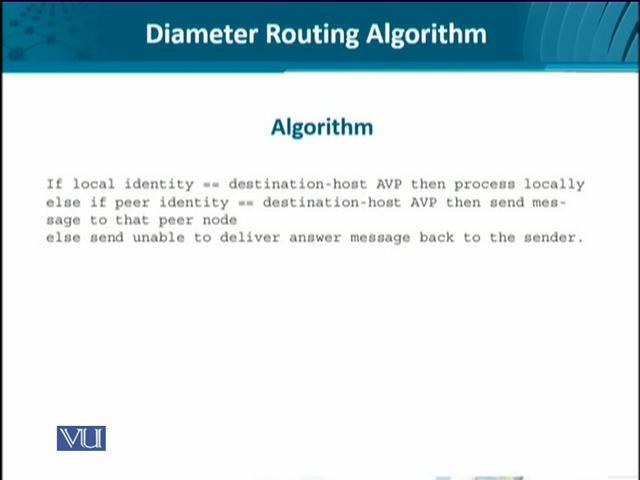 Diameter Routing Algorithm
Algorithm
If local identity == destination-host AVP then process locally
else if peer identity == destination-host AVP then send mes-
sage to that peer node
else send unable to deliver answer message back to the sender.
VU